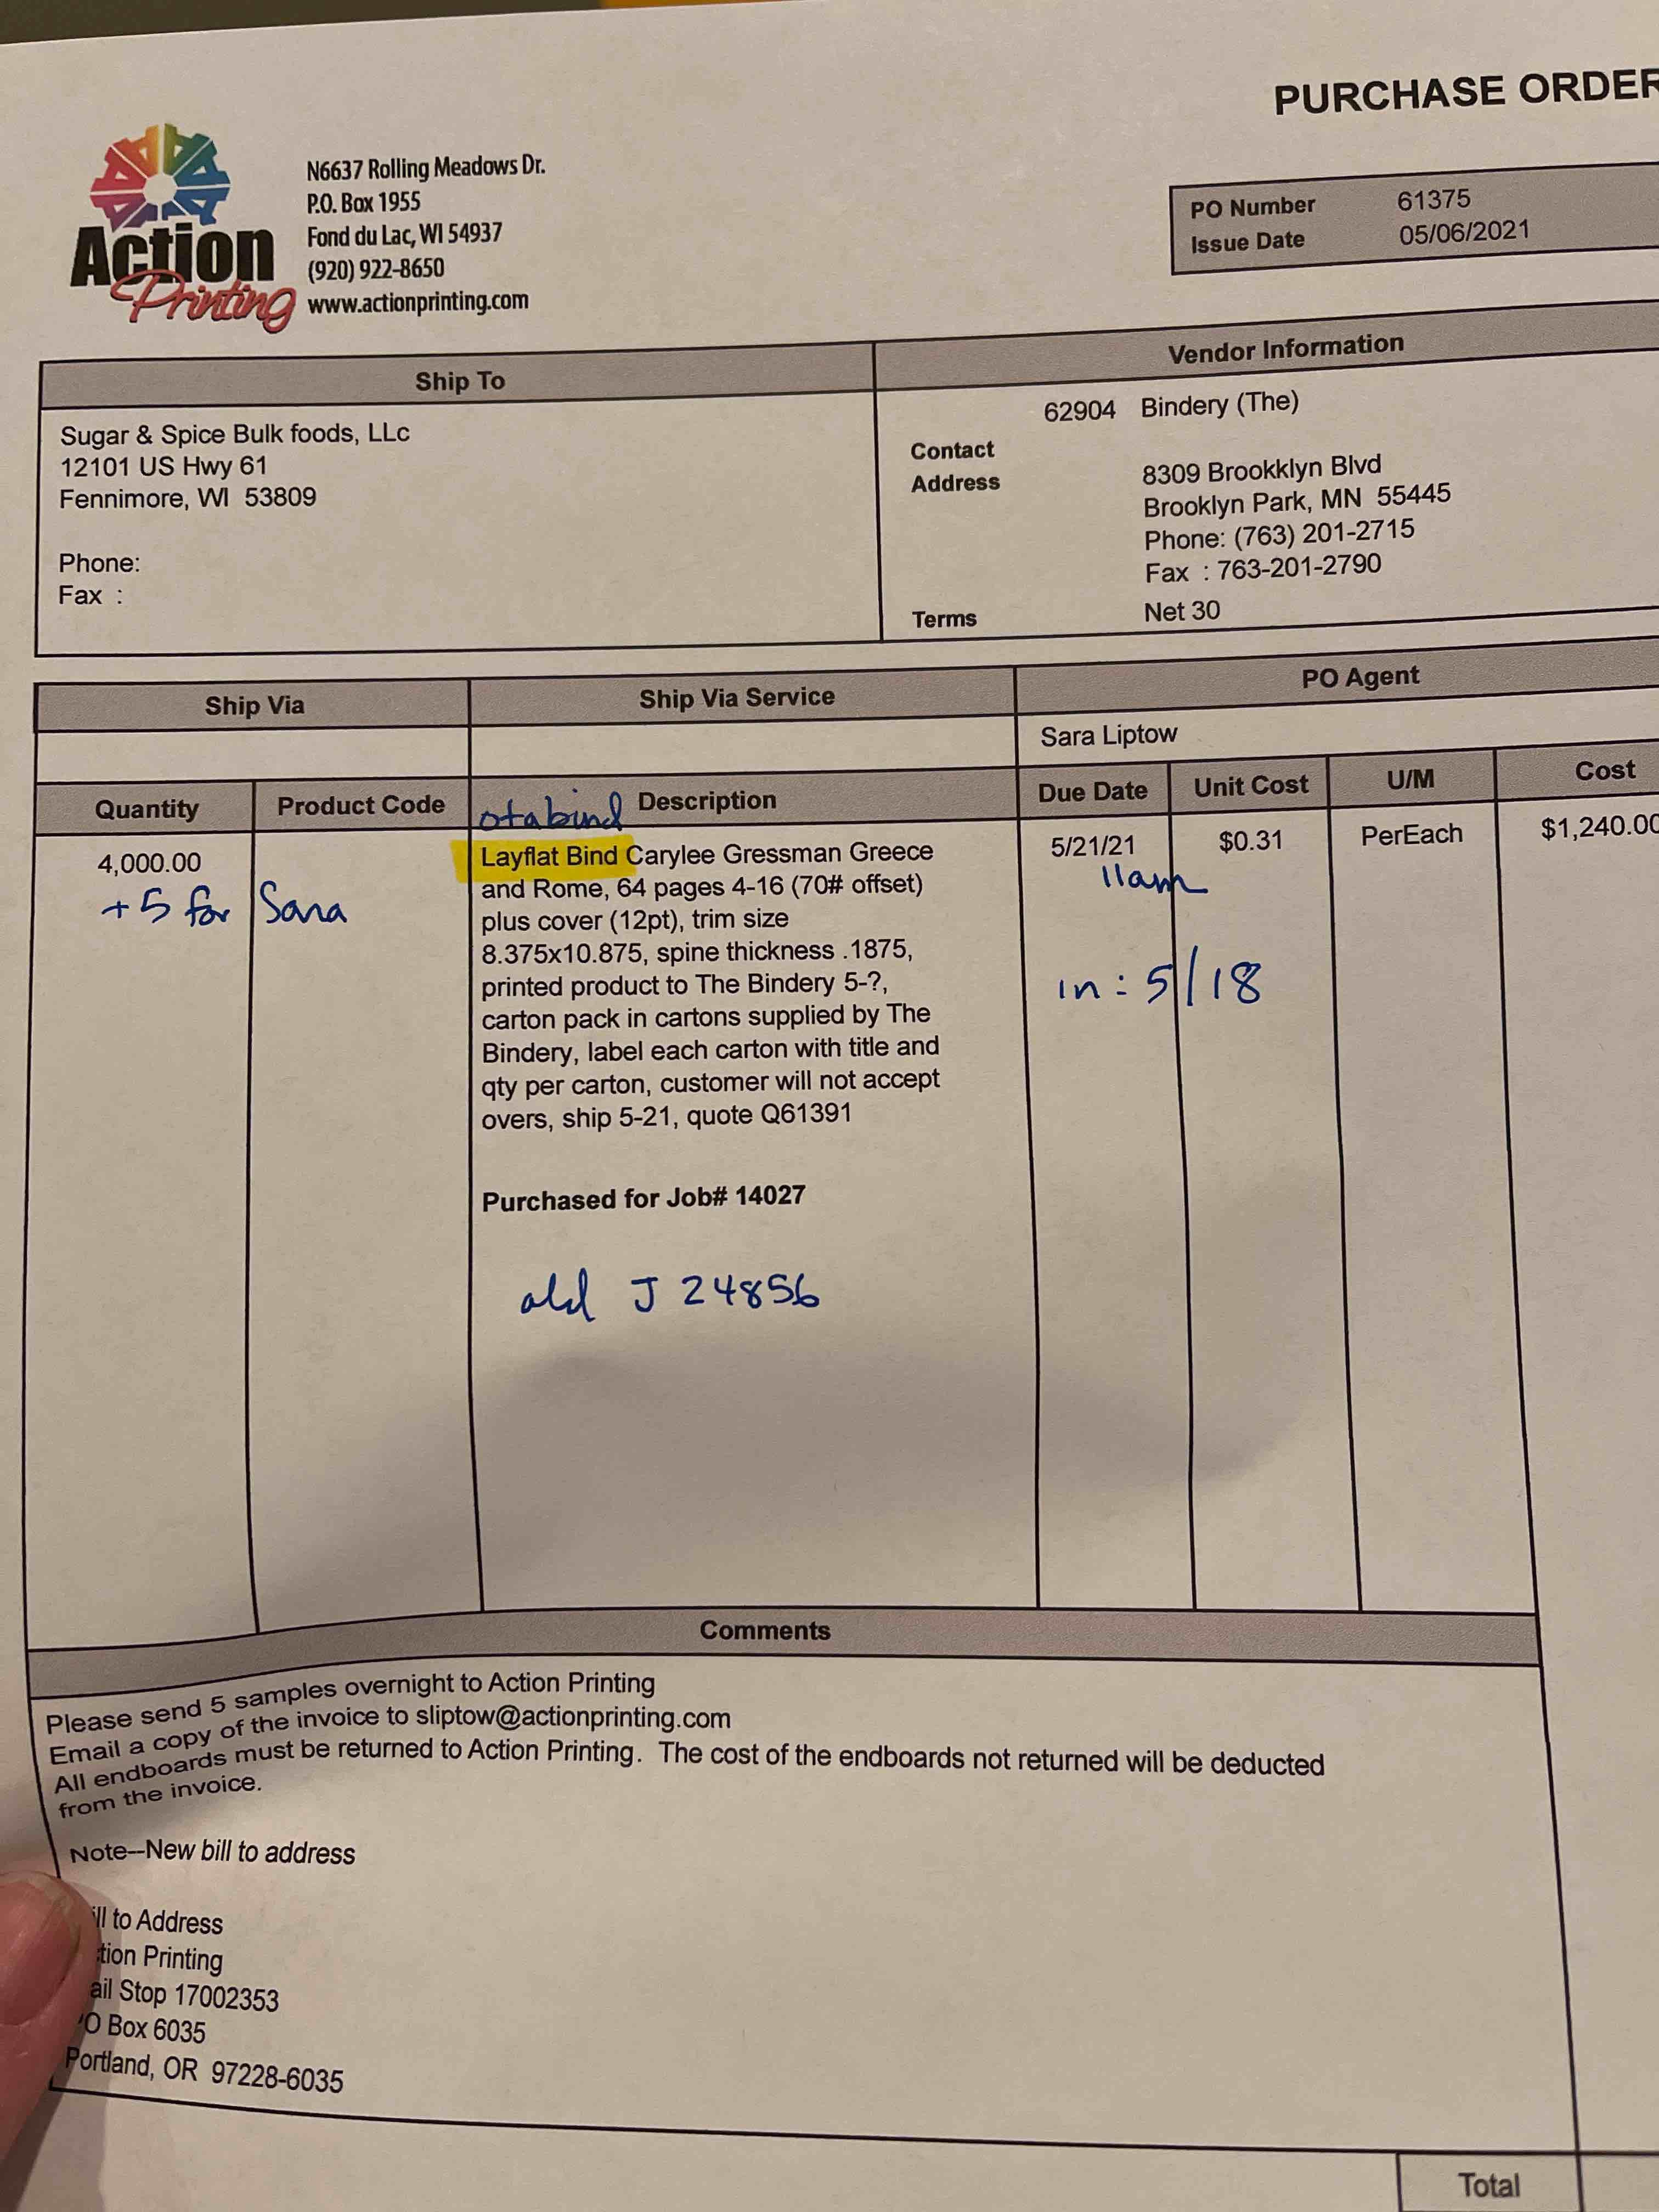 PURCHASE ORDER
Action
Printing
N6637 Rolling Meadows Dr.
P.O. Box 1955
Fond du Lac, WI 54937
(920) 922-8650
www.actionprinting.com
PO Number 61375
Issue Date 05/06/2021
Ship To
Sugar & Spice Bulk foods, LLc
12101 US Hwy 61
Fennimore, WI 53809
Phone:
Fax :
Vendor Information
62904 Bindery (The)
Contact
Address 8309 Brookklyn Blvd
Brooklyn Park, MN 55445
Phone: (763) 201-2715
Fax : 763-201-2790
Terms Net 30
Ship Via Ship Via Service PO Agent
Sara Liptow
Quantity Product Code Description Due Date Unit Cost U/M Cost
otabind
4,000.00
+5 for Sara
Layflat Bind Carylee Gressman Greece
and Rome, 64 pages 4-16 (70# offset)
plus cover (12pt), trim size
8.375x10.875, spine thickness .1875,
printed product to The Bindery 5-?,
carton pack in cartons supplied by The
Bindery, label each carton with title and
qty per carton, customer will not accept
overs, ship 5-21, quote Q61391
Purchased for Job# 14027
old J 24856
5/21/21 $0.31 PerEach $1,240.00
11am
in: 5/18
Comments
Please send 5 samples overnight to Action Printing
Email a copy of the invoice to sliptow@actionprinting.com
All endboards must be returned to Action Printing. The cost of the endboards not returned will be deducted
from the invoice.
Note--New bill to address
ill to Address
tion Printing
ail Stop 17002353
O Box 6035
Portland, OR 97228-6035
Total